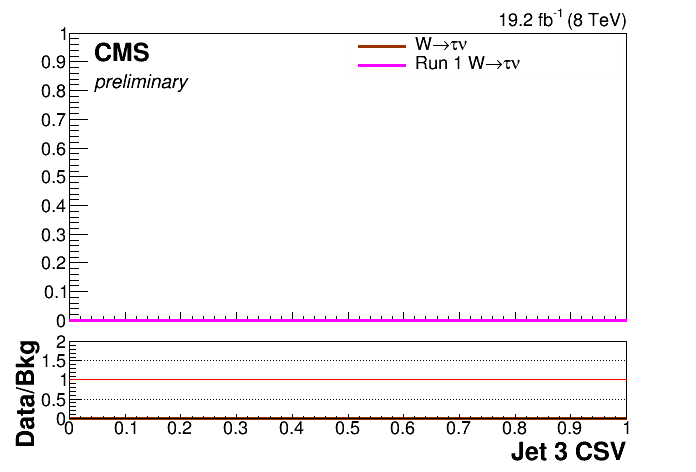 19.2 fb⁻¹ (8 TeV)
CMS
preliminary
W→τν
Run 1 W→τν
1
0.9
0.8
0.7
0.6
0.5
0.4
0.3
0.2
0.1
0
Data/Bkg
2
1.5
1
0.5
0
0 0.1 0.2 0.3 0.4 0.5 0.6 0.7 0.8 0.9 1
Jet 3 CSV